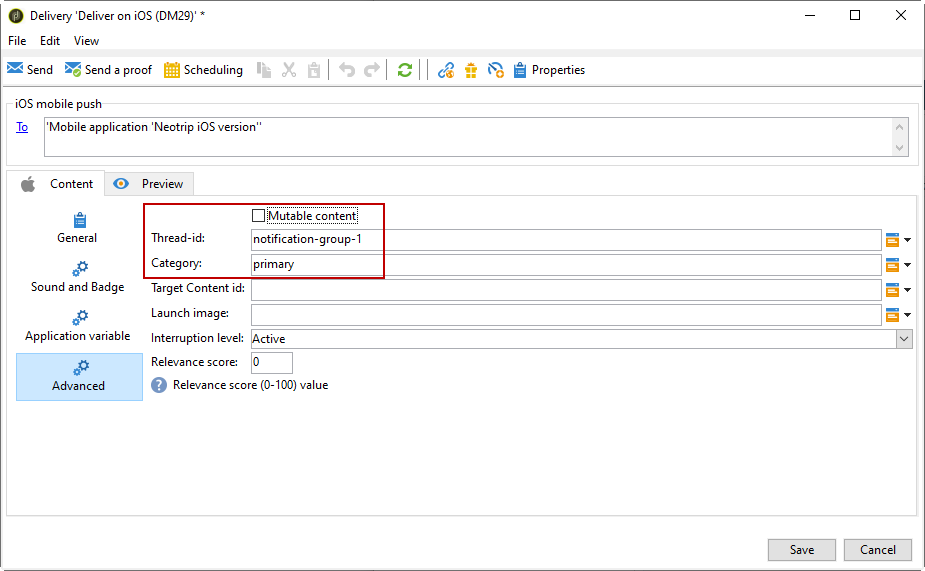 Delivery 'Deliver on iOS (DM29)' *
File Edit View
Send Send a proof Scheduling Properties
iOS mobile push
To 'Mobile application 'Neotrip iOS version''
Content Preview
General
Sound and Badge
Application variable
Advanced
Mutable content
Thread-id: notification-group-1
Category: primary
Target Content id:
Launch image:
Interruption level: Active
Relevance score: 0
? Relevance score (0-100) value
Save Cancel